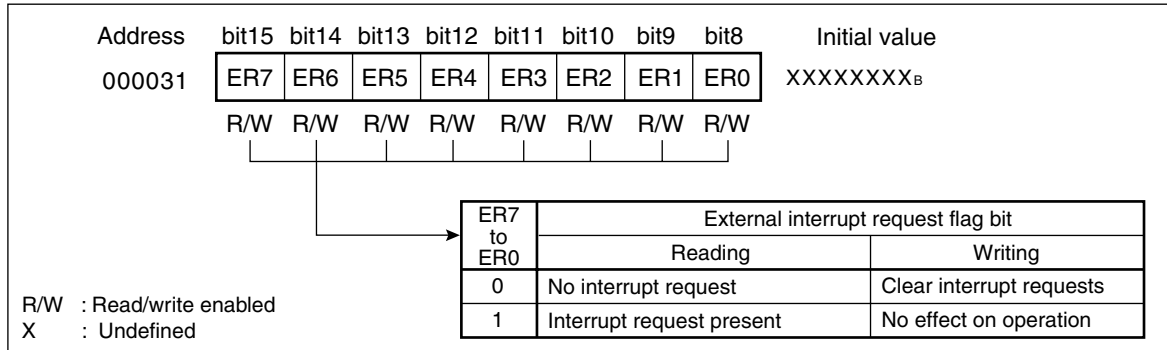 Address bit15 bit14 bit13 bit12 bit11 bit10 bit9 bit8 Initial value
000031 ER7 ER6 ER5 ER4 ER3 ER2 ER1 ER0 XXXXXXXXB
R/W R/W R/W R/W R/W R/W R/W R/W
ER7 to ER0 External interrupt request flag bit
Reading Writing
0 No interrupt request Clear interrupt requests
1 Interrupt request present No effect on operation
R/W : Read/write enabled
X : Undefined